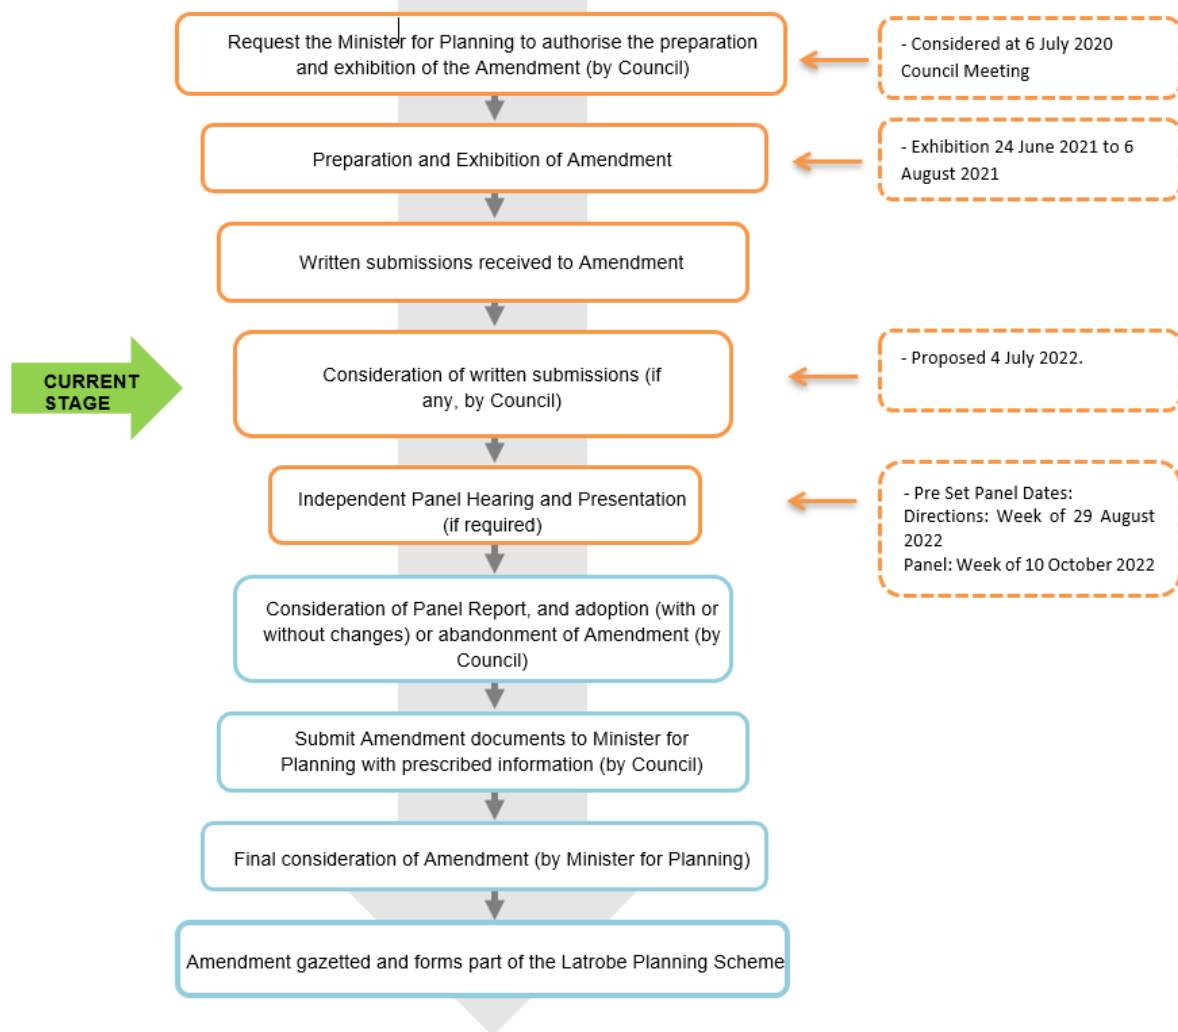 Request the Minister for Planning to authorise the preparation
and exhibition of the Amendment (by Council)
- Considered at 6 July 2020
Council Meeting
Preparation and Exhibition of Amendment
- Exhibition 24 June 2021 to 6
August 2021
Written submissions received to Amendment
CURRENT
STAGE
Consideration of written submissions (if
any, by Council)
- Proposed 4 July 2022.
Independent Panel Hearing and Presentation
(if required)
- Pre Set Panel Dates:
Directions: Week of 29 August
2022
Panel: Week of 10 October 2022
Consideration of Panel Report, and adoption (with or
without changes) or abandonment of Amendment (by
Council)
Submit Amendment documents to Minister for
Planning with prescribed information (by Council)
Final consideration of Amendment (by Minister for Planning)
Amendment gazetted and forms part of the Latrobe Planning Scheme